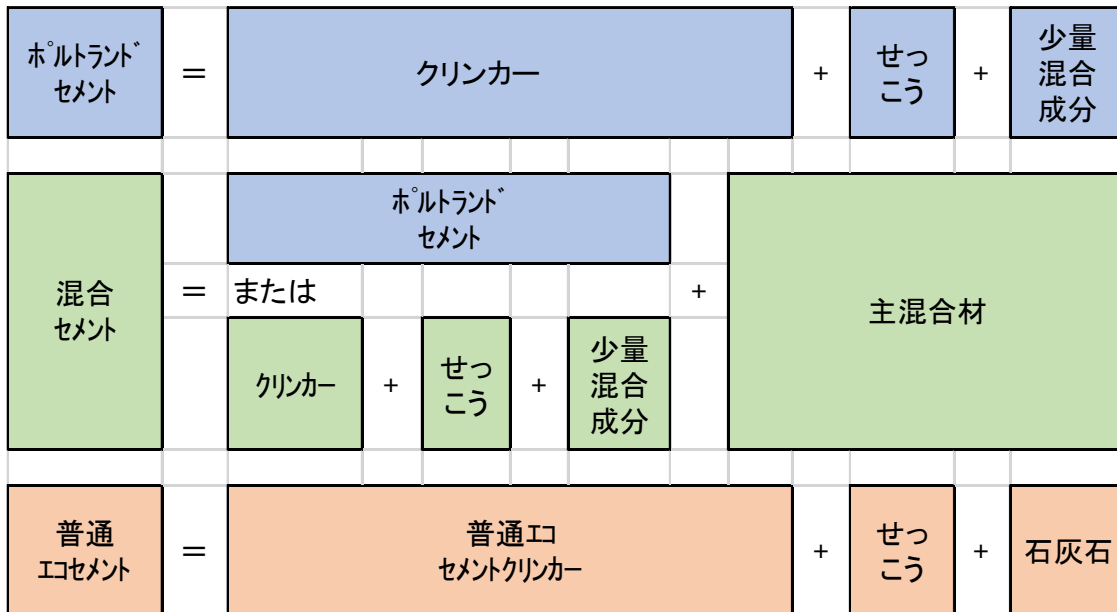 ﾎﾟﾙﾄﾗﾝﾄﾞ
ｾﾒﾝﾄ
＝
クリンカー
+
せっ
こう
+
少量
混合
成分
混合
ｾﾒﾝﾄ
＝
ﾎﾟﾙﾄﾗﾝﾄﾞ
ｾﾒﾝﾄ
または
ｸﾘﾝｶｰ
+
せっ
こう
+
少量
混合
成分
+
主混合材
普通
ｴｺｾﾒﾝﾄ
＝
普通ｴｺ
ｾﾒﾝﾄｸﾘﾝｶｰ
+
せっ
こう
+
石灰石